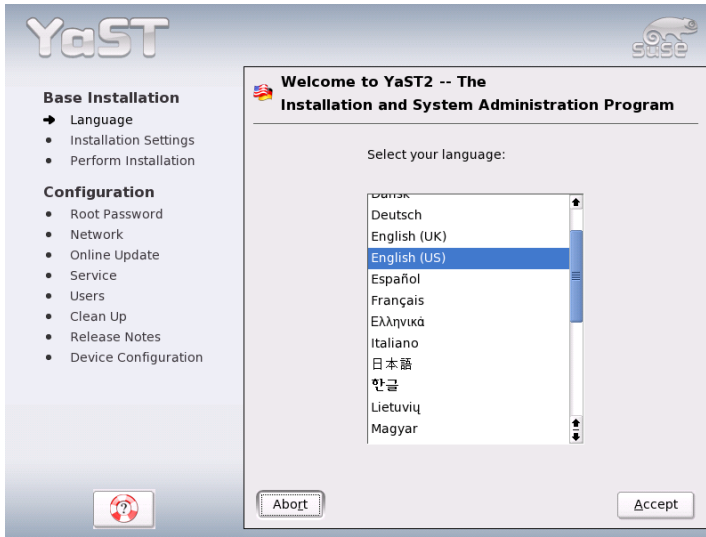 YaST
SUSE
Base Installation
Language
Installation Settings
Perform Installation
Configuration
Root Password
Network
Online Update
Service
Users
Clean Up
Release Notes
Device Configuration
Welcome to YaST2 -- The
Installation and System Administration Program
Select your language:
Dansk
Deutsch
English (UK)
English (US)
Español
Français
Ελληνικά
Italiano
日本語
한글
Lietuvių
Magyar
?
Abort
Accept